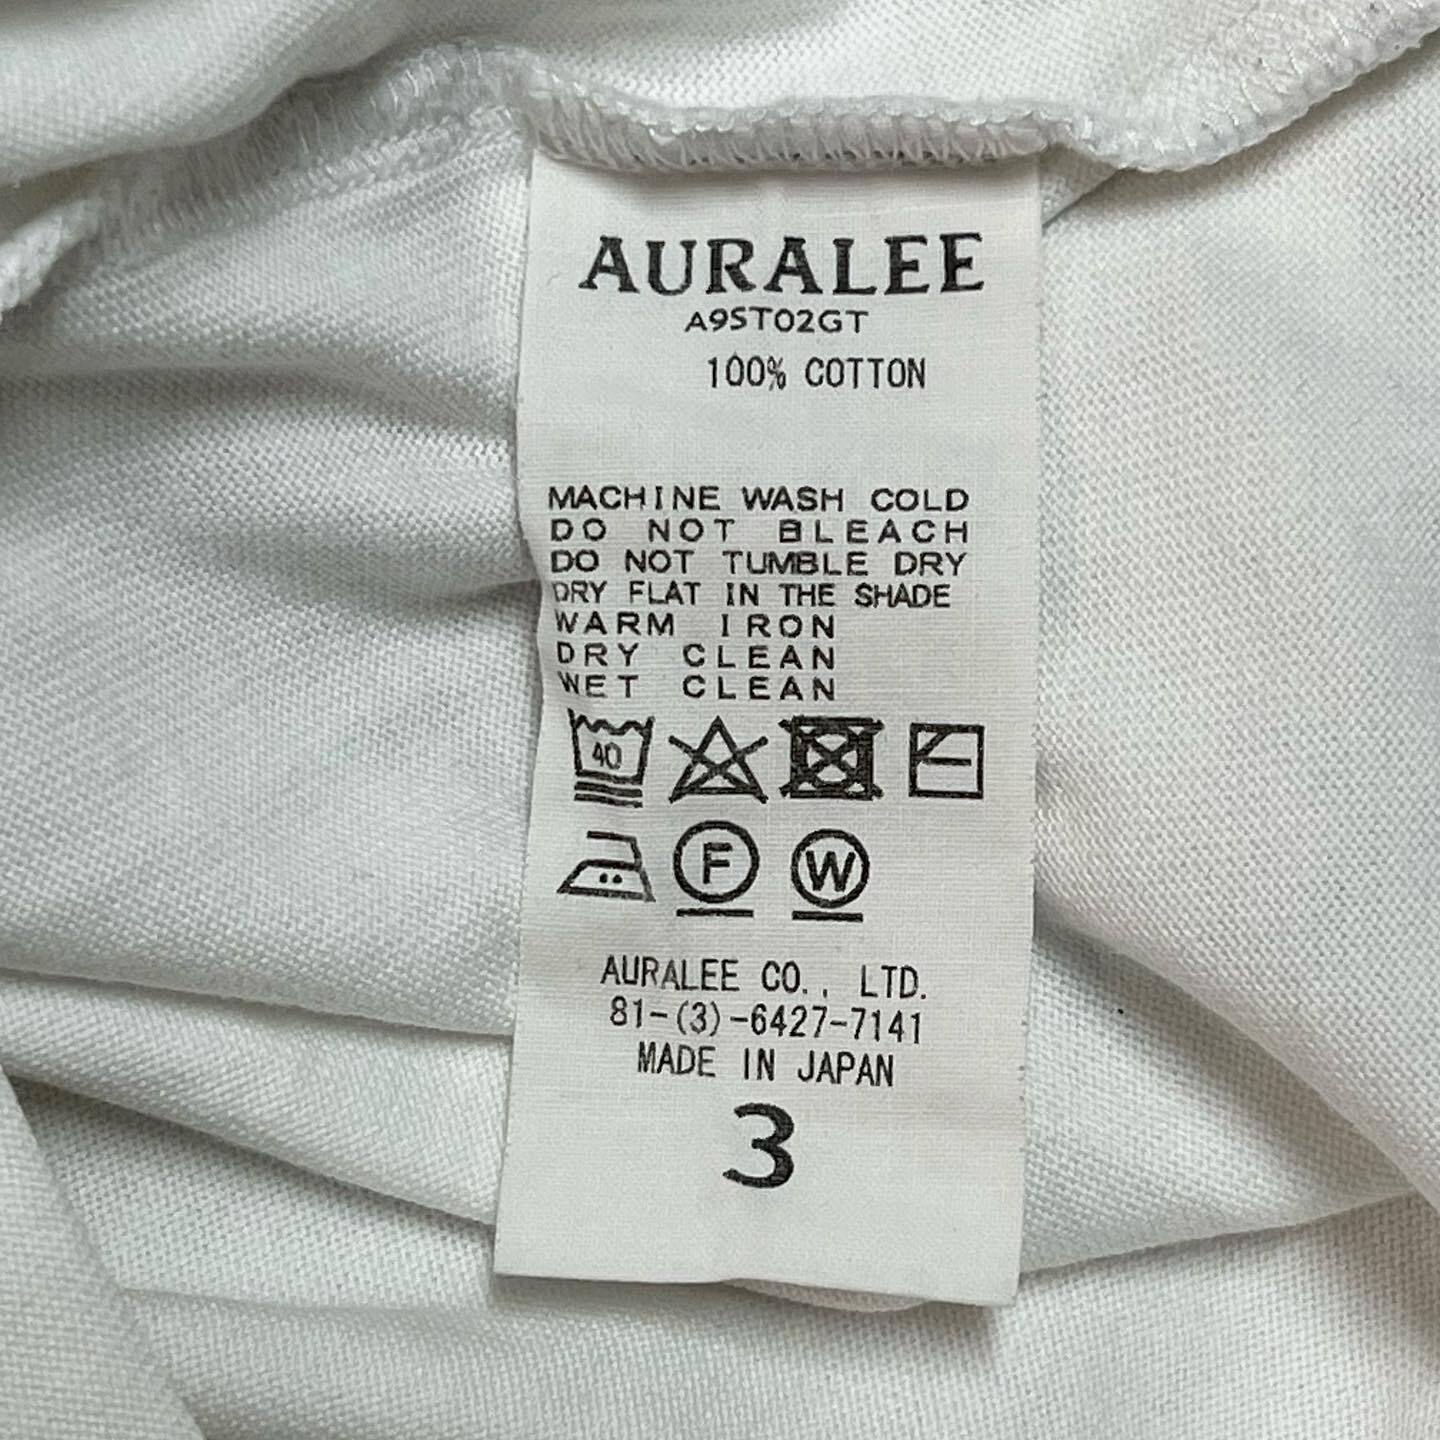 AURALEE
A9ST02GT
100% COTTON
MACHINE WASH COLD
DO NOT BLEACH
DO NOT TUMBLE DRY
DRY FLAT IN THE SHADE
WARM IRON
DRY CLEAN
WET CLEAN
40
F W
AURALEE CO., LTD.
81-(3)-6427-7141
MADE IN JAPAN
3